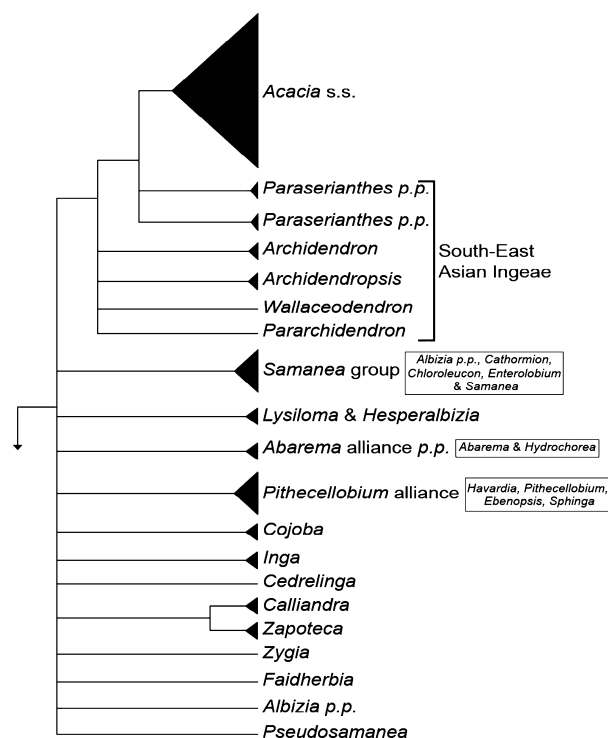 Acacia s.s.
Paraserianthes p.p.
Paraserianthes p.p.
Archidendron
Archidendropsis
Wallaceodendron
Pararchidendron
South-East
Asian Ingeae
Samanea group
Albizia p.p., Cathormion,
Chloroleucon, Enterolobium
& Samanea
Lysiloma & Hesperalbizia
Abarema alliance p.p.
Abarema & Hydrochorea
Pithecellobium alliance
Havardia, Pithecellobium,
Ebenopsis, Sphinga
Cojoba
Inga
Cedrelinga
Calliandra
Zapoteca
Zygia
Faidherbia
Albizia p.p.
Pseudosamanea